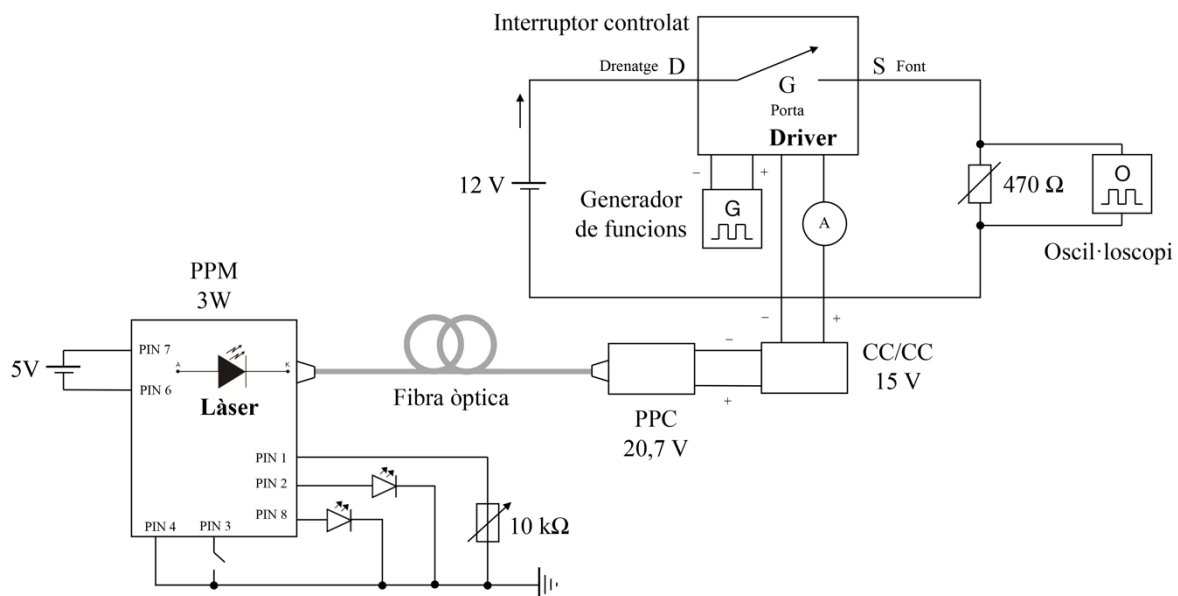 Interruptor controlat
Drenatge D
S Font
G
Porta
Driver
12 V
− +
Generador
de funcions
G
A
470 Ω
O
Oscil·loscopi
− +
PPM
3W
5V
PIN 7
PIN 6
A K
Làser
Fibra òptica
−
+
PPC
20,7 V
CC/CC
15 V
PIN 1
PIN 2
PIN 8
PIN 4 PIN 3
10 kΩ